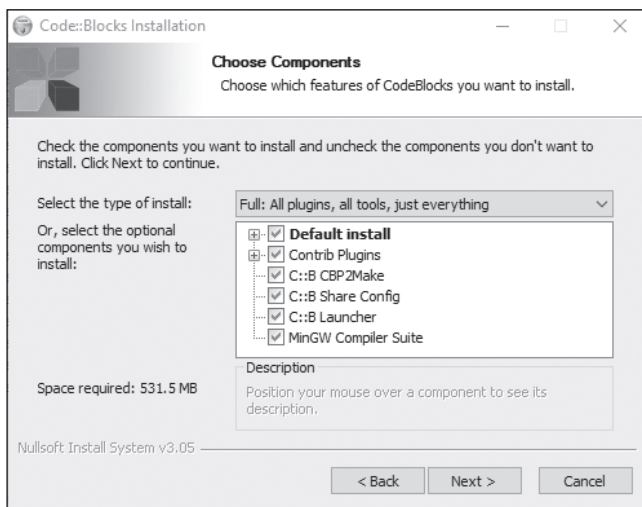 Code::Blocks Installation
Choose Components
Choose which features of CodeBlocks you want to install.
Check the components you want to install and uncheck the components you don't want to
install. Click Next to continue.
Select the type of install:
Full: All plugins, all tools, just everything
Or, select the optional
components you wish to
install:
Default install
Contrib Plugins
C::B CBP2Make
C::B Share Config
C::B Launcher
MinGW Compiler Suite
Space required: 531.5 MB
Description
Position your mouse over a component to see its
description.
Nullsoft Install System v3.05
< Back
Next >
Cancel